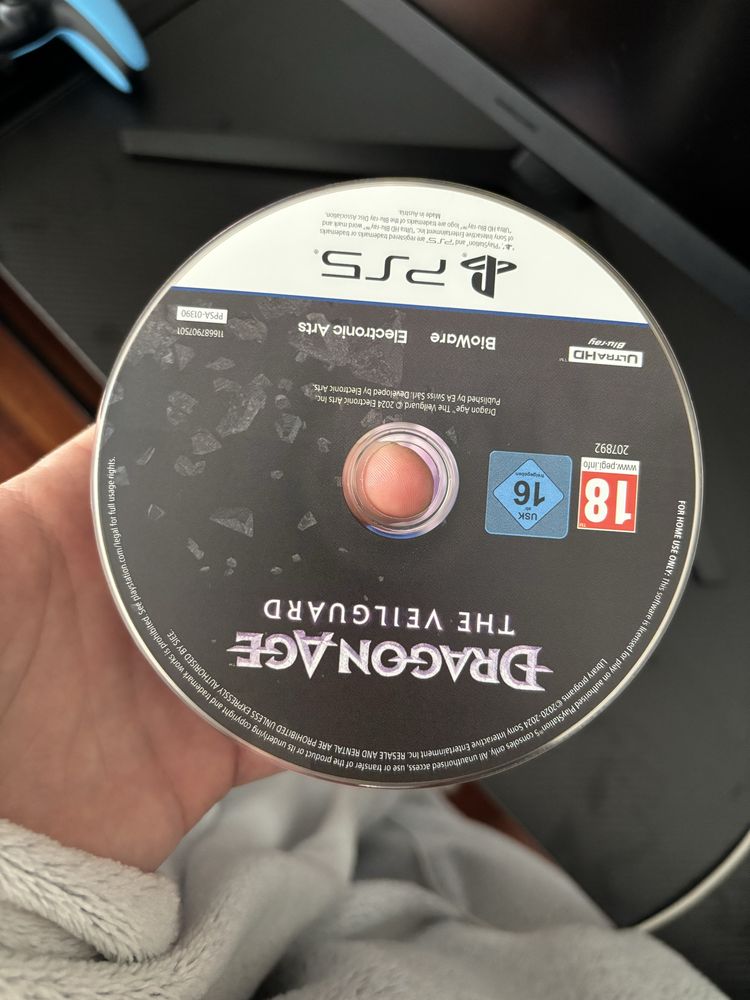 DRAGON AGE
THE VEILGUARD
18
www.pegi.info
USK
ab
16
freigegeben
207892
Dragon Age™ The Veilguard © 2024 Electronic Arts Inc.
Published by EA Swiss Sàrl. Developed by Electronic Arts.
ULTRA HD™
Blu-ray
BioWare Electronic Arts
11668790​7501
PPSA-01390
PS5®
"PlayStation" and "PS5" are registered trademarks or trademarks
of Sony Interactive Entertainment Inc. "Ultra HD Blu-ray™" word mark and
"Ultra HD Blu-ray™" logo are trademarks of the Blu-ray Disc Association.
Made in Austria.
FOR HOME USE ONLY: This software is licensed for play on authorised PlayStation®5 consoles only. All unauthorised access, use or transfer of the product or its underlying copyright and trademark works is prohibited. See playstation.com/legal for full usage rights.
Library programs ©2020-2024 Sony Interactive Entertainment Inc. RESALE AND RENTAL ARE PROHIBITED UNLESS EXPRESSLY AUTHORISED BY SIEE.